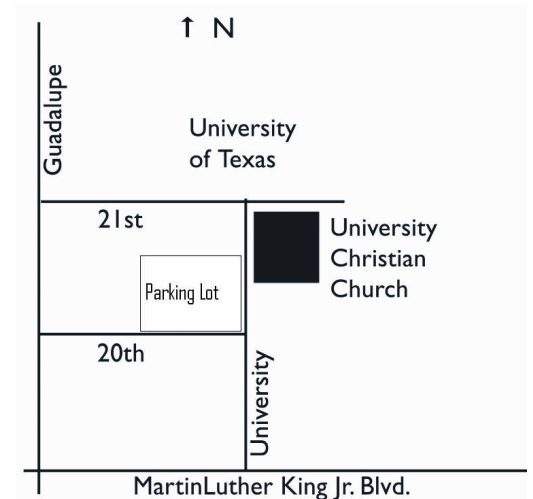 ↑ N
Guadalupe
University
of Texas
21st
University
Christian
Church
Parking Lot
20th
University
MartinLuther King Jr. Blvd.